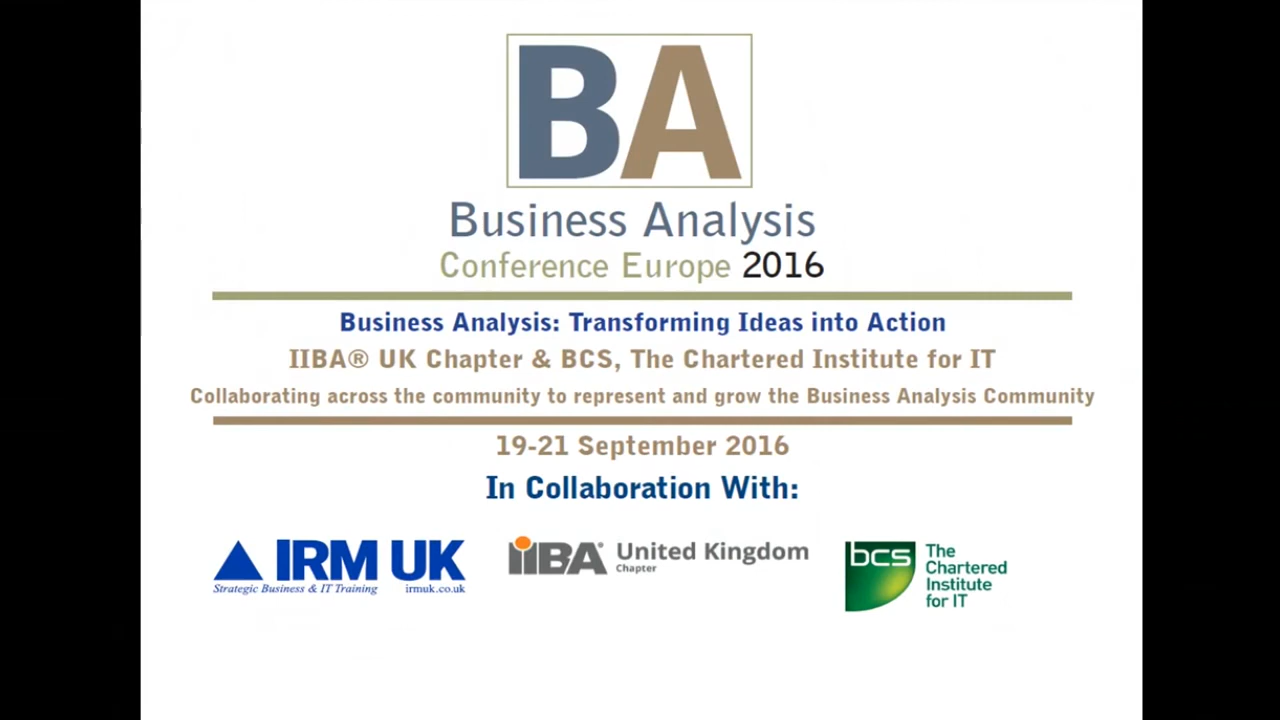 BA
Business Analysis
Conference Europe 2016
Business Analysis: Transforming Ideas into Action
IIBA® UK Chapter & BCS, The Chartered Institute for IT
Collaborating across the community to represent and grow the Business Analysis Community
19-21 September 2016
In Collaboration With:
IRM UK
Strategic Business & IT Training irmuk.co.uk
iiBA® United Kingdom
Chapter
bcs The
Chartered
Institute
for IT